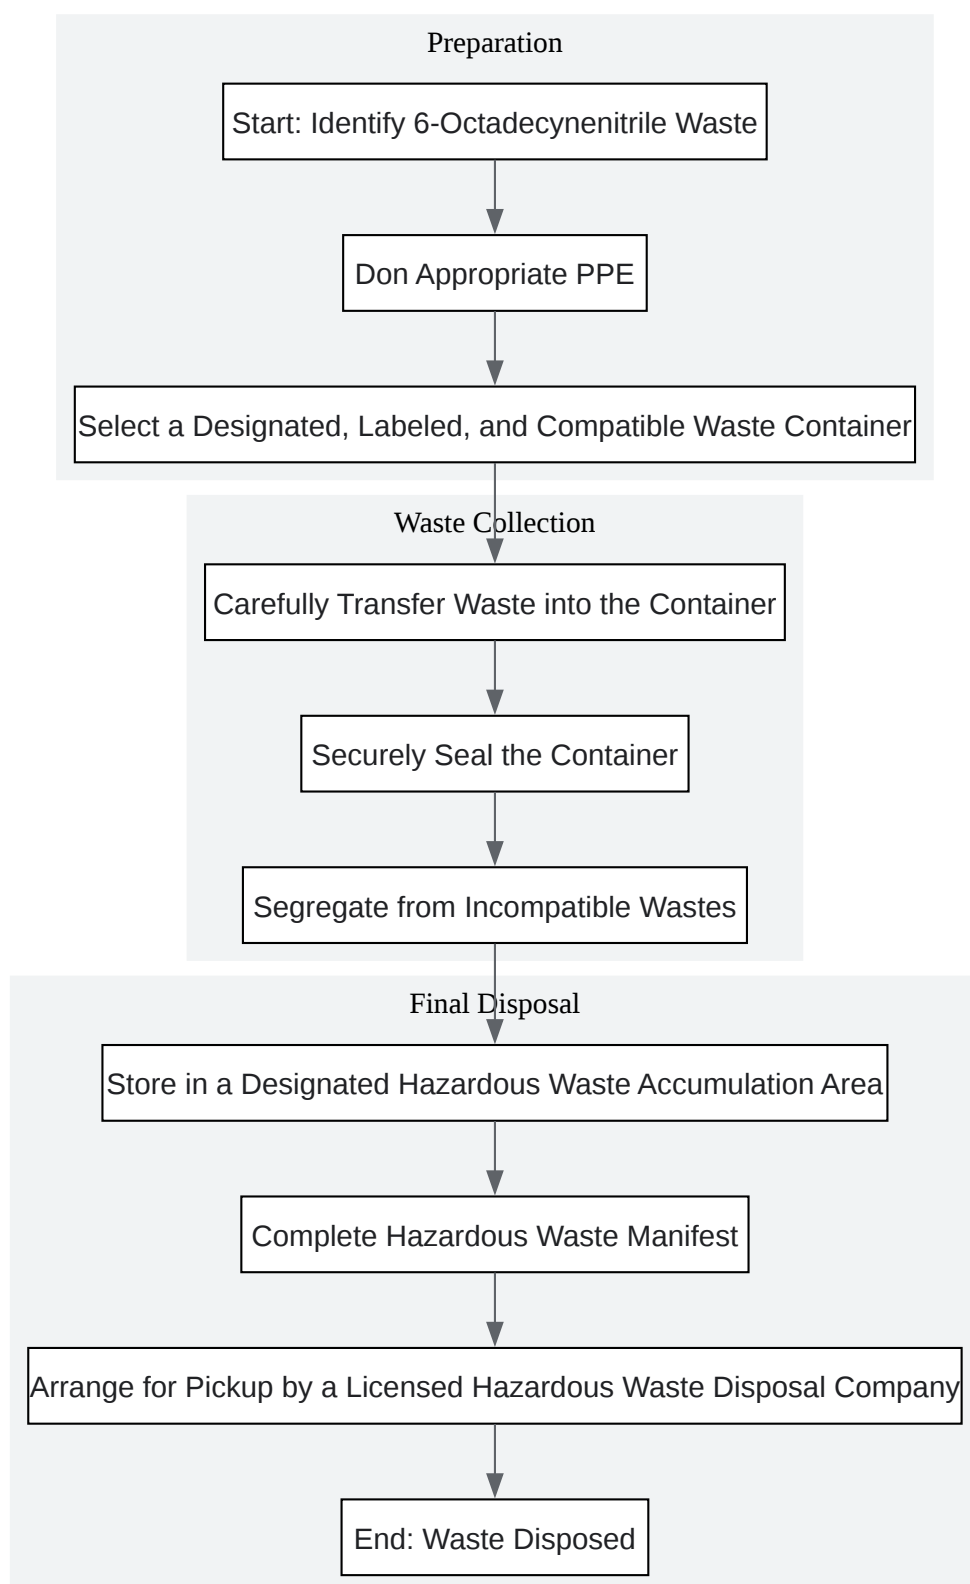 Preparation
Start: Identify 6-Octadecynenitrile Waste
Don Appropriate PPE
Select a Designated, Labeled, and Compatible Waste Container
Waste Collection
Carefully Transfer Waste into the Container
Securely Seal the Container
Segregate from Incompatible Wastes
Final Disposal
Store in a Designated Hazardous Waste Accumulation Area
Complete Hazardous Waste Manifest
Arrange for Pickup by a Licensed Hazardous Waste Disposal Company
End: Waste Disposed